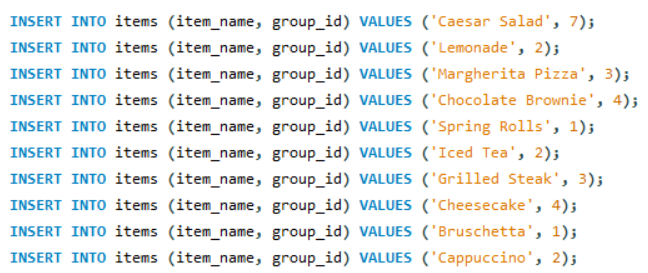 INSERT INTO items (item_name, group_id) VALUES ('Caesar Salad', 7);
INSERT INTO items (item_name, group_id) VALUES ('Lemonade', 2);
INSERT INTO items (item_name, group_id) VALUES ('Margherita Pizza', 3);
INSERT INTO items (item_name, group_id) VALUES ('Chocolate Brownie', 4);
INSERT INTO items (item_name, group_id) VALUES ('Spring Rolls', 1);
INSERT INTO items (item_name, group_id) VALUES ('Iced Tea', 2);
INSERT INTO items (item_name, group_id) VALUES ('Grilled Steak', 3);
INSERT INTO items (item_name, group_id) VALUES ('Cheesecake', 4);
INSERT INTO items (item_name, group_id) VALUES ('Bruschetta', 1);
INSERT INTO items (item_name, group_id) VALUES ('Cappuccino', 2);